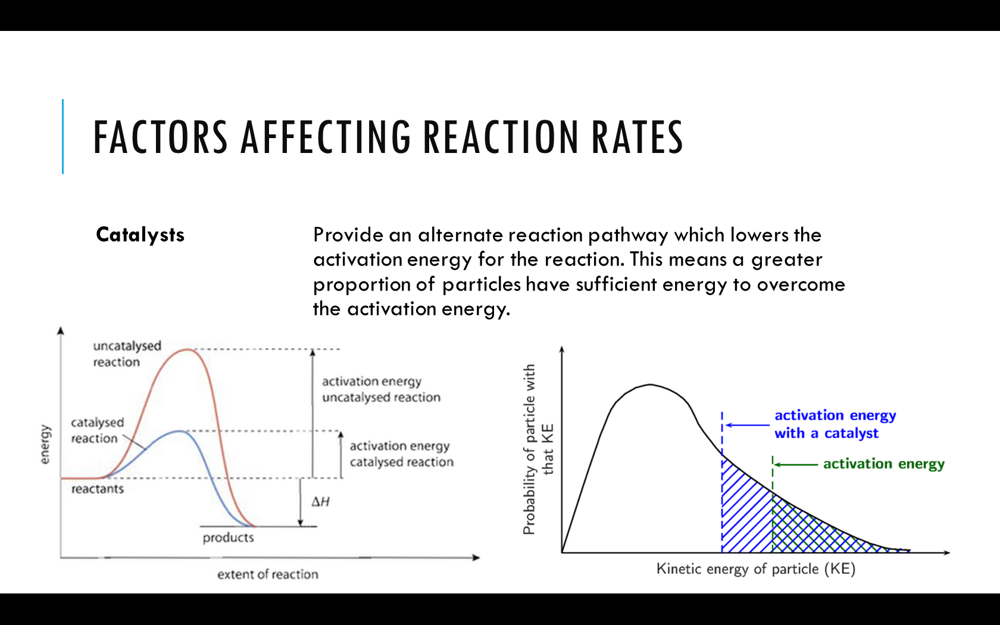 FACTORS AFFECTING REACTION RATES
Catalysts
Provide an alternate reaction pathway which lowers the
activation energy for the reaction. This means a greater
proportion of particles have sufficient energy to overcome
the activation energy.
uncatalysed
reaction
activation energy
uncatalysed reaction
catalysed
reaction
activation energy
catalysed reaction
energy
reactants
ΔH
products
extent of reaction
Probability of particle with
that KE
activation energy
with a catalyst
activation energy
Kinetic energy of particle (KE)